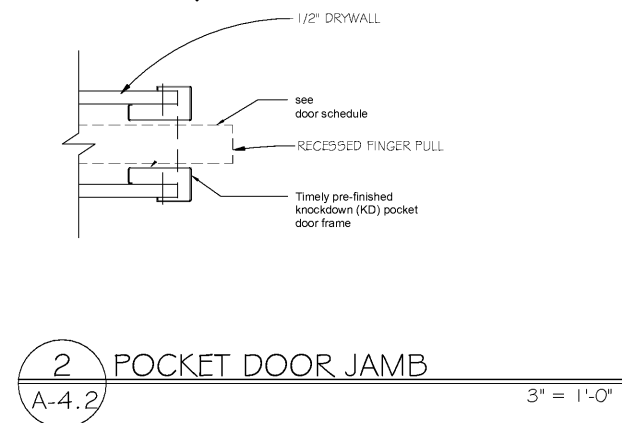 1/2" DRYWALL
see
door schedule
RECESSED FINGER PULL
Timely pre-finished
knockdown (KD) pocket
door frame
2 POCKET DOOR JAMB
A-4.2
3" = 1'-0"